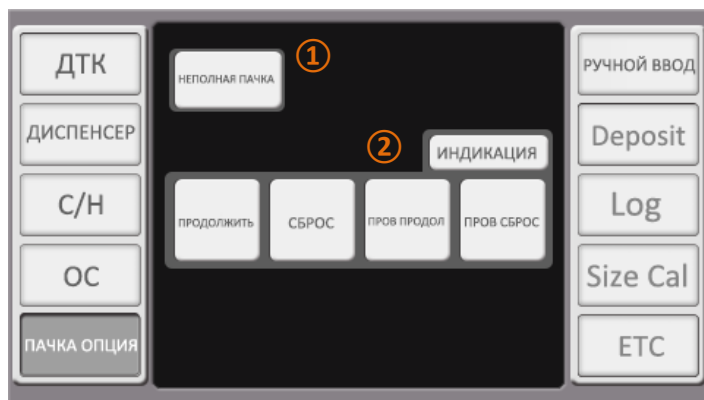 ДТК
ДИСПЕНСЕР
С/Н
ОС
ПАЧКА ОПЦИЯ
НЕПОЛНАЯ ПАЧКА
①
②
ИНДИКАЦИЯ
ПРОДОЛЖИТЬ
СБРОС
ПРОВ ПРОДОЛ
ПРОВ СБРОС
РУЧНОЙ ВВОД
Deposit
Log
Size Cal
ETC